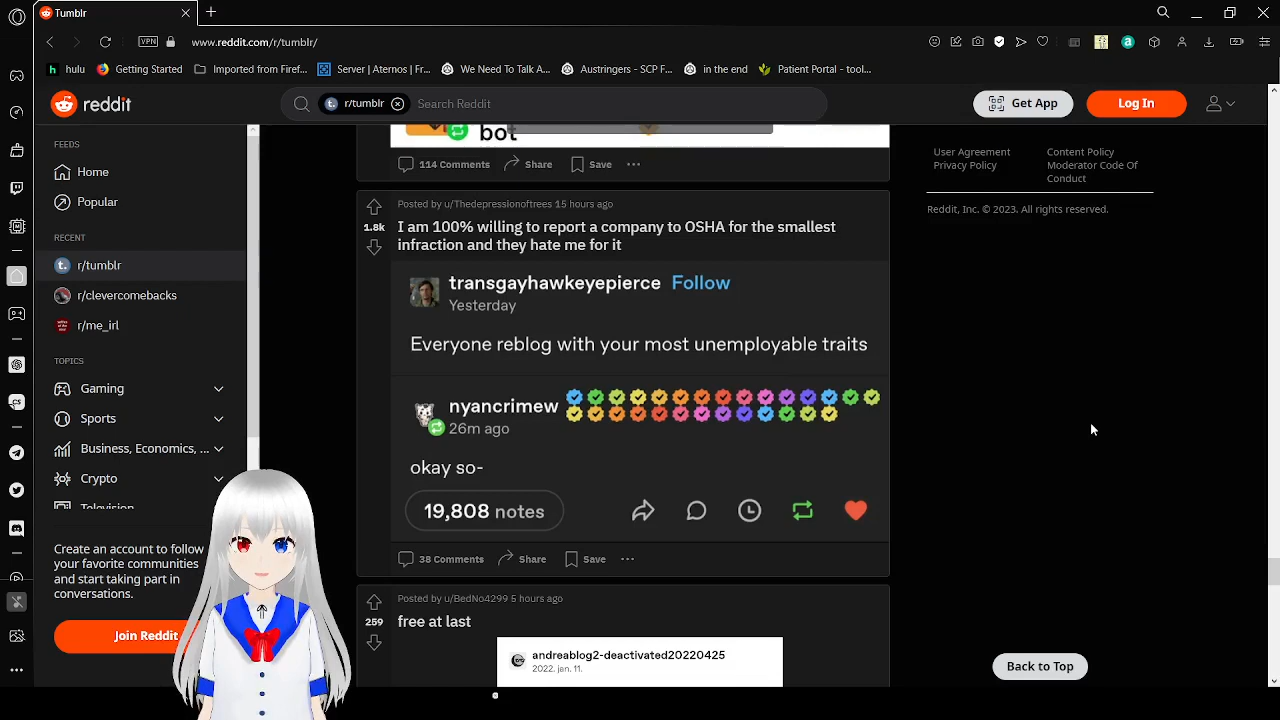 Tumblr
www.reddit.com/r/tumblr/
VPN
hulu
Getting Started
Imported from Firef...
Server | Aternos | Fr...
We Need To Talk A...
Austringers - SCP F...
in the end
Patient Portal - tool...
reddit
r/tumblr
Search Reddit
Get App
Log In
FEEDS
Home
Popular
RECENT
r/tumblr
r/clevercomebacks
r/me_irl
TOPICS
Gaming
Sports
Business, Economics, ...
Crypto
Television
Create an account to follow
your favorite communities
and start taking part in
conversations.
Join Reddit
bot
114 Comments
Share
Save
Posted by u/Thedepressionoftrees 15 hours ago
1.8k
I am 100% willing to report a company to OSHA for the smallest
infraction and they hate me for it
transgayhawkeyepierce Follow
Yesterday
Everyone reblog with your most unemployable traits
nyancrimew
26m ago
okay so-
19,808 notes
38 Comments
Share
Save
Posted by u/BedNo4299 5 hours ago
259
free at last
andreablog2-deactivated20220425
2022. jan. 11.
User Agreement
Privacy Policy
Content Policy
Moderator Code Of
Conduct
Reddit, Inc. © 2023. All rights reserved.
Back to Top